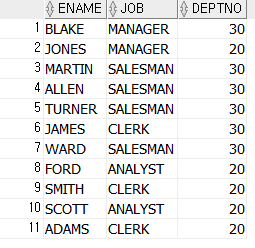 ENAME JOB DEPTNO
1 BLAKE MANAGER 30
2 JONES MANAGER 20
3 MARTIN SALESMAN 30
4 ALLEN SALESMAN 30
5 TURNER SALESMAN 30
6 JAMES CLERK 30
7 WARD SALESMAN 30
8 FORD ANALYST 20
9 SMITH CLERK 20
10 SCOTT ANALYST 20
11 ADAMS CLERK 20